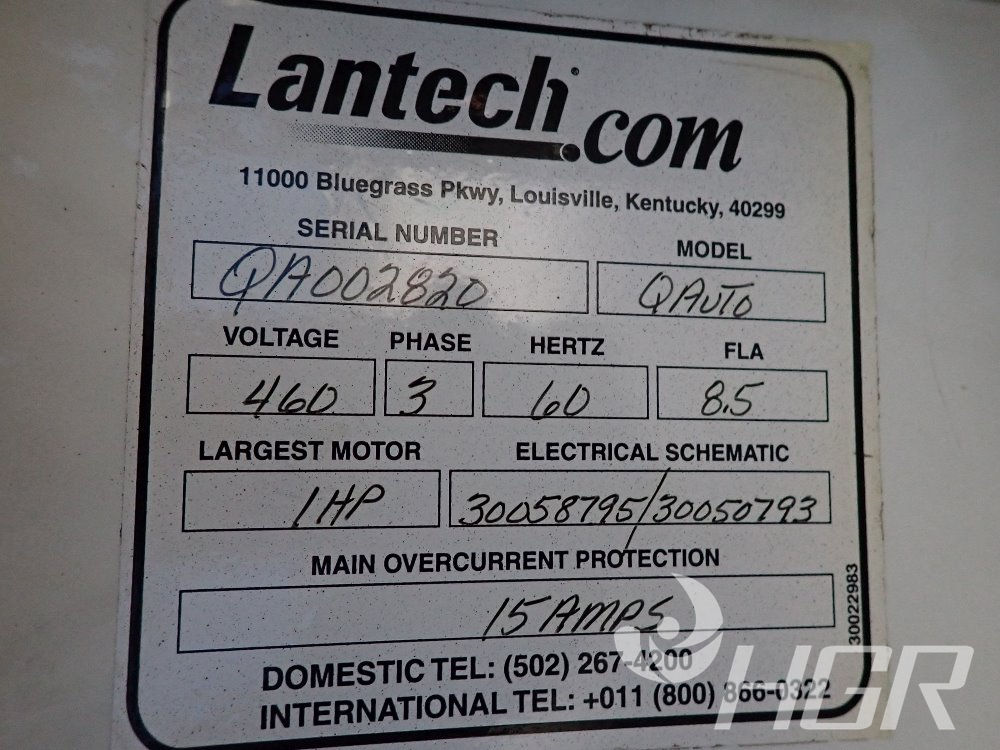 Lantech.com
11000 Bluegrass Pkwy, Louisville, Kentucky, 40299
SERIAL NUMBER MODEL
QA002820 QAUTO
VOLTAGE PHASE HERTZ FLA
460 3 60 8.5
LARGEST MOTOR ELECTRICAL SCHEMATIC
1HP 30058795/30050793
MAIN OVERCURRENT PROTECTION
15 AMPS
30022983
DOMESTIC TEL: (502) 267-4200
INTERNATIONAL TEL: +011 (800) 866-0322
HGR